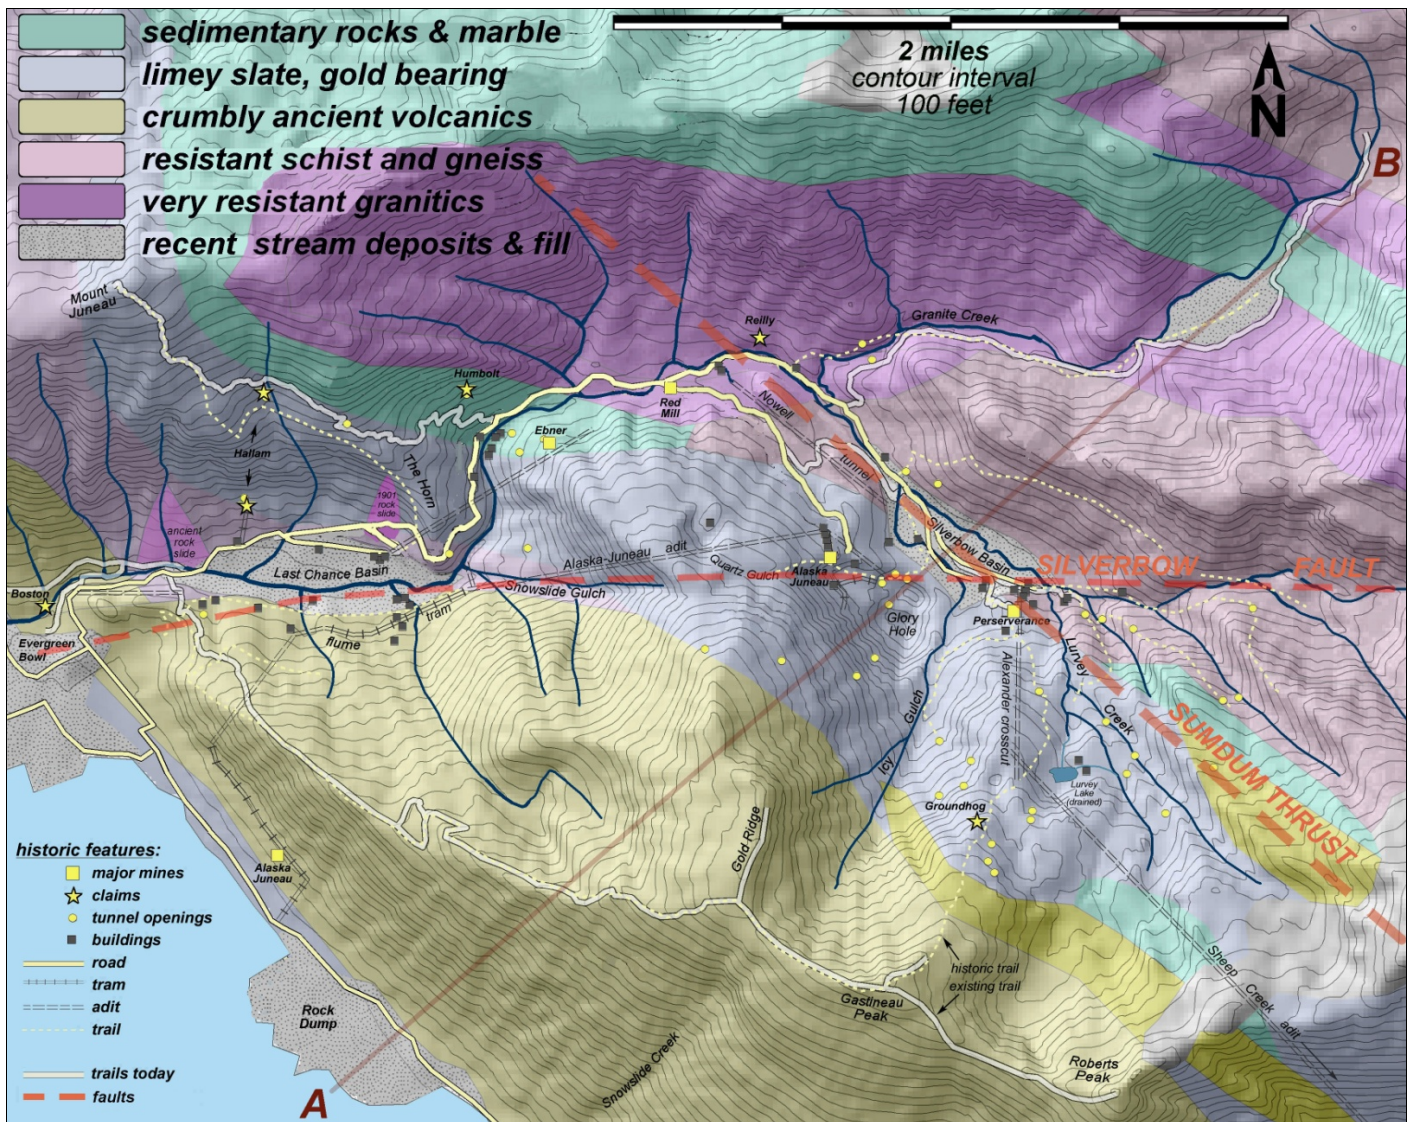 sedimentary rocks & marble
limey slate, gold bearing
crumbly ancient volcanics
resistant schist and gneiss
very resistant granitics
recent stream deposits & fill
2 miles
contour interval
100 feet
N
B
Mount
Juneau
Reilly
Granite Creek
Humbolt
Red
Mill
Nowell
tunnel
Ebner
Hallam
The Horn
1901
rock
slide
ancient
rock
slide
Silverbow Basin
Alaska-Juneau adit
Quartz Gulch
Alaska
Juneau
SILVERBOW FAULT
Last Chance Basin
Snowslide Gulch
Boston
tram
flume
Glory
Hole
Perserverance
Evergreen
Bowl
Lurvey
Creek
Alexander crosscut
Icy Gulch
SUMDUM THRUST
Lurvey
Lake
(drained)
Groundhog
Gold Ridge
historic features:
major mines
claims
tunnel openings
buildings
road
tram
adit
trail
trails today
faults
Alaska
Juneau
Sheep Creek adit
historic trail
existing trail
Gastineau
Peak
Rock
Dump
Snowslide Creek
Roberts
Peak
A